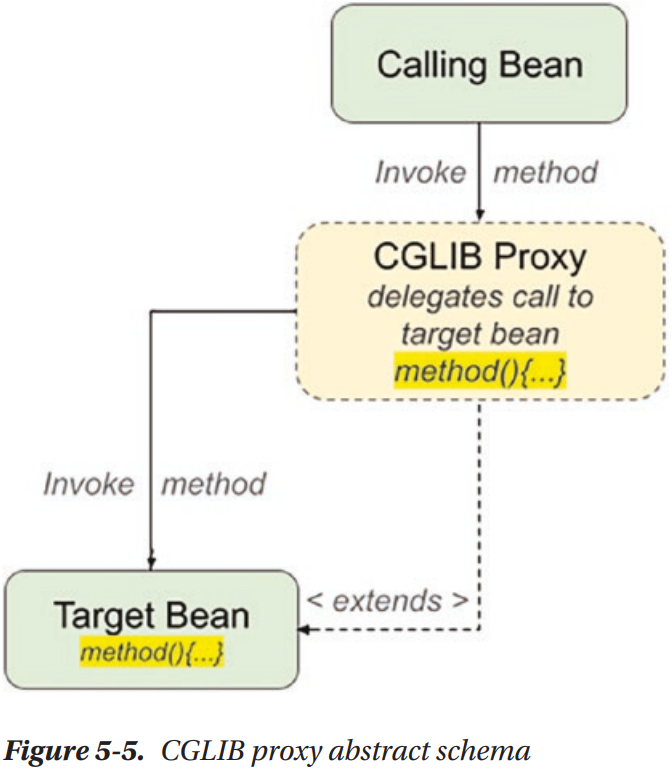 Calling Bean
Invoke method
CGLIB Proxy
delegates call to
target bean
method(){...}
Invoke method
< extends >
Target Bean
method(){...}
Figure 5-5. CGLIB proxy abstract schema